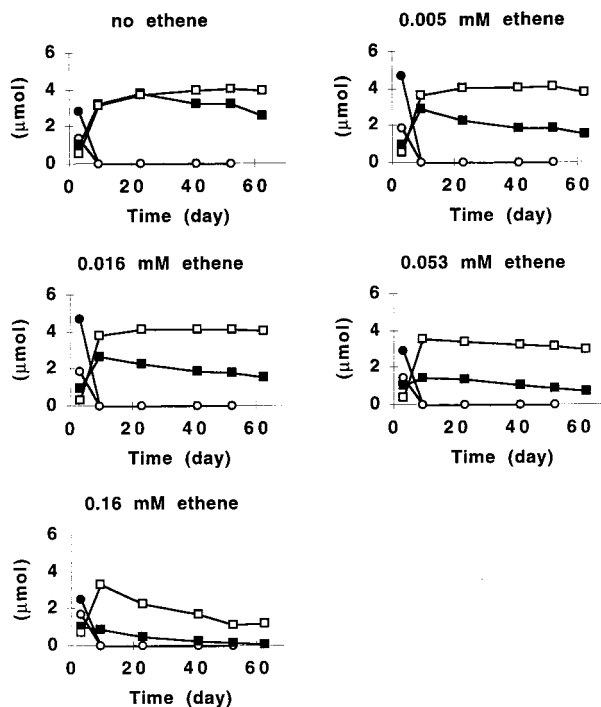 no ethene
(µmol)
6
4
2
0
0 20 40 60
Time (day)
0.005 mM ethene
(µmol)
6
4
2
0
0 20 40 60
Time (day)
0.016 mM ethene
(µmol)
6
4
2
0
0 20 40 60
Time (day)
0.053 mM ethene
(µmol)
6
4
2
0
0 20 40 60
Time (day)
0.16 mM ethene
(µmol)
6
4
2
0
0 20 40 60
Time (day)